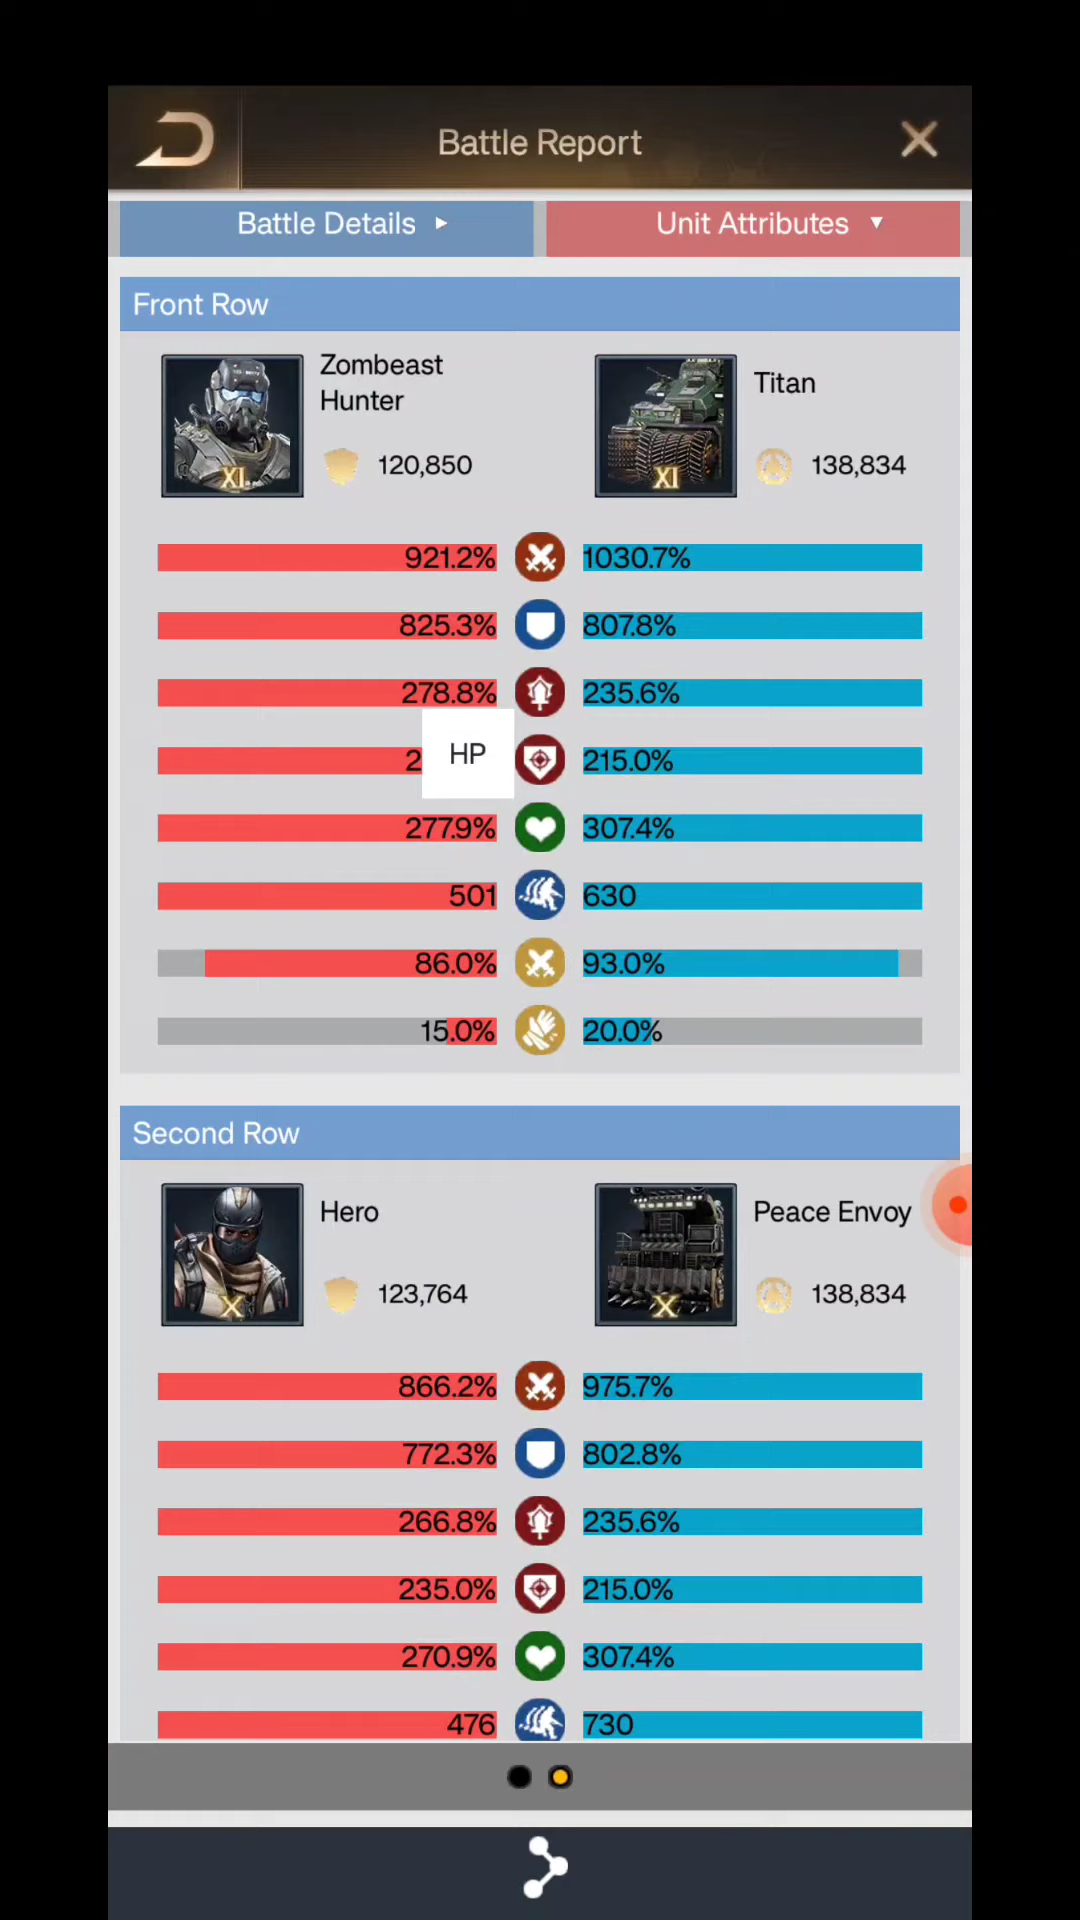 Battle Report
Battle Details
Unit Attributes
Front Row
Zombeast
Hunter
Titan
XI
120,850
XI
138,834
921.2% 1030.7%
825.3% 807.8%
278.8% 235.6%
2 HP 215.0%
277.9% 307.4%
501 630
86.0% 93.0%
15.0% 20.0%
Second Row
Hero
Peace Envoy
X
123,764
X
138,834
866.2% 975.7%
772.3% 802.8%
266.8% 235.6%
235.0% 215.0%
270.9% 307.4%
476 730